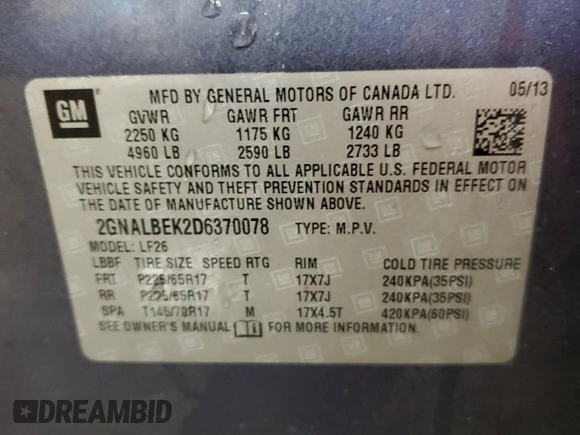 GM
MFD BY GENERAL MOTORS OF CANADA LTD. 05/13
GVWR GAWR FRT GAWR RR
2250 KG 1175 KG 1240 KG
4960 LB 2590 LB 2733 LB
THIS VEHICLE CONFORMS TO ALL APPLICABLE U.S. FEDERAL MOTOR
VEHICLE SAFETY AND THEFT PREVENTION STANDARDS IN EFFECT ON
THE DATE OF MANUFACTURE SHOWN ABOVE.
2GNALBEK2D6370078 TYPE: M.P.V.
MODEL: LF26
LBBF TIRE SIZE SPEED RTG RIM COLD TIRE PRESSURE
FRT P225/65R17 T 17X7J 240KPA(35PSI)
RR P225/65R17 T 17X7J 240KPA(35PSI)
SPA T145/70R17 M 17X4.5T 420KPA(60PSI)
SEE OWNER'S MANUAL FOR MORE INFORMATION
DREAMBID